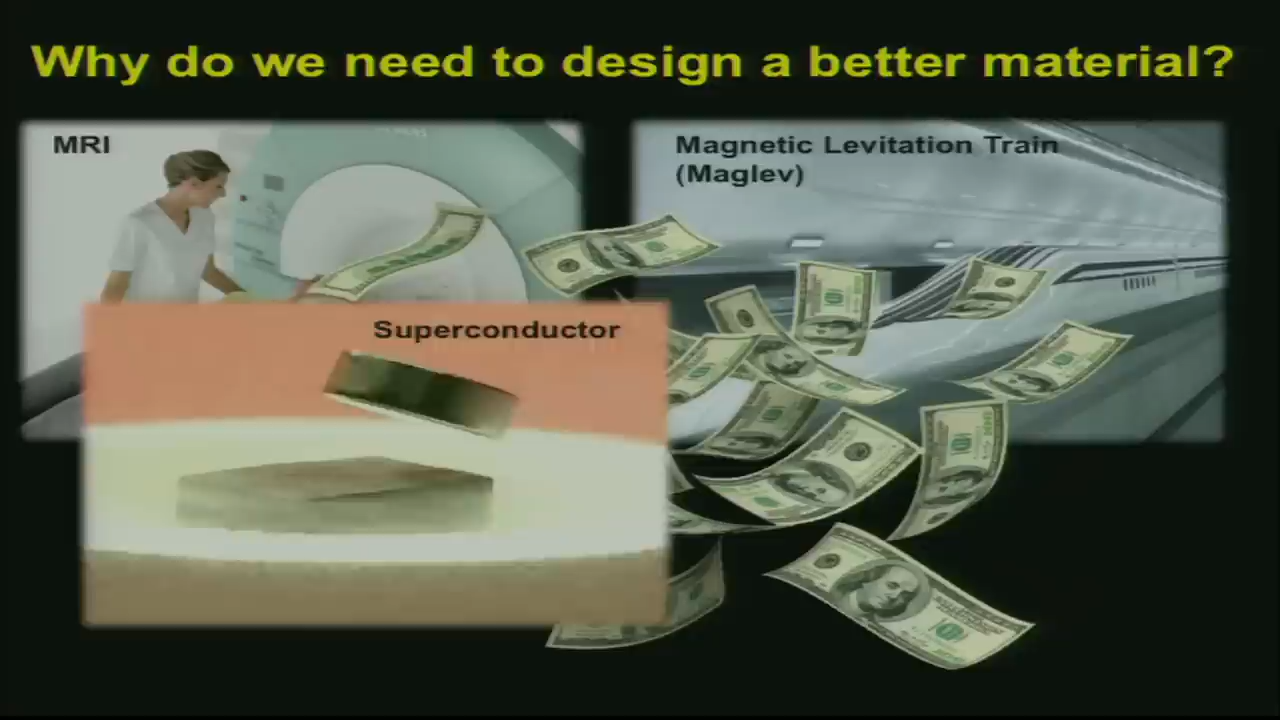 Why do we need to design a better material?
MRI
Magnetic Levitation Train
(Maglev)
Superconductor